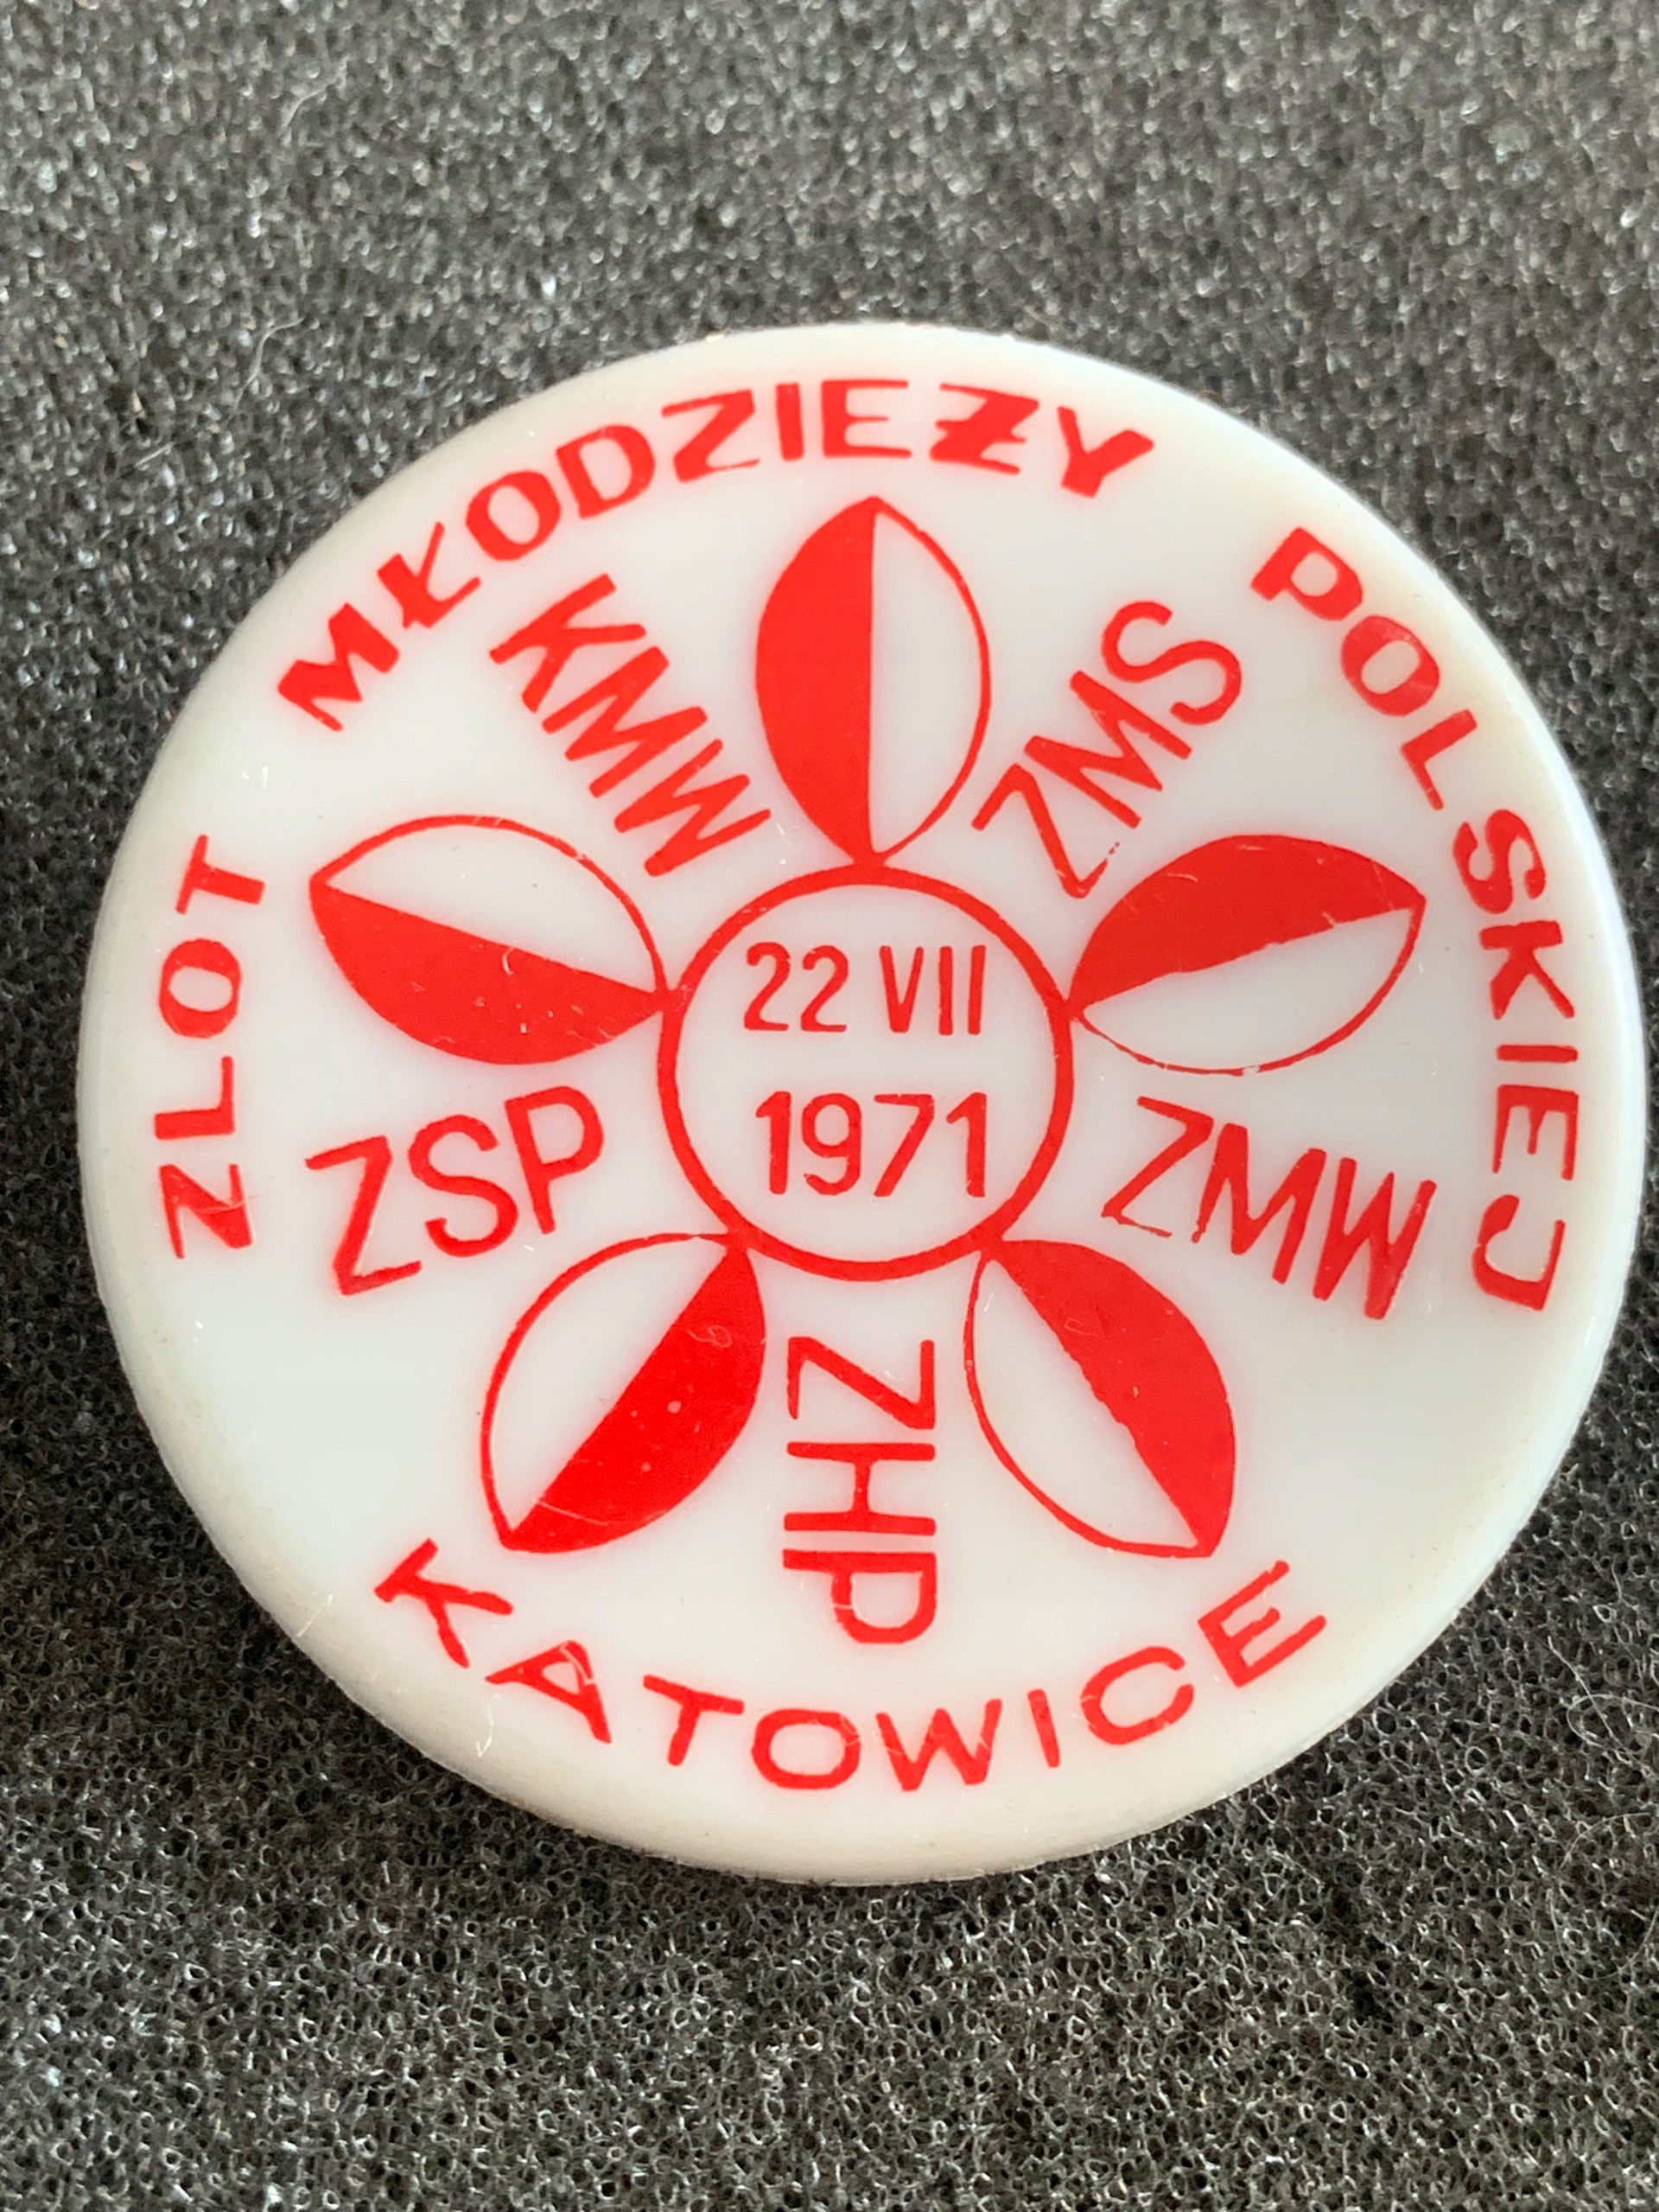 ZLOT MŁODZIEŻY POLSKIEJ
KMW
ZMS
22 VII
1971
ZSP
ZMW
ZHP
KATOWICE